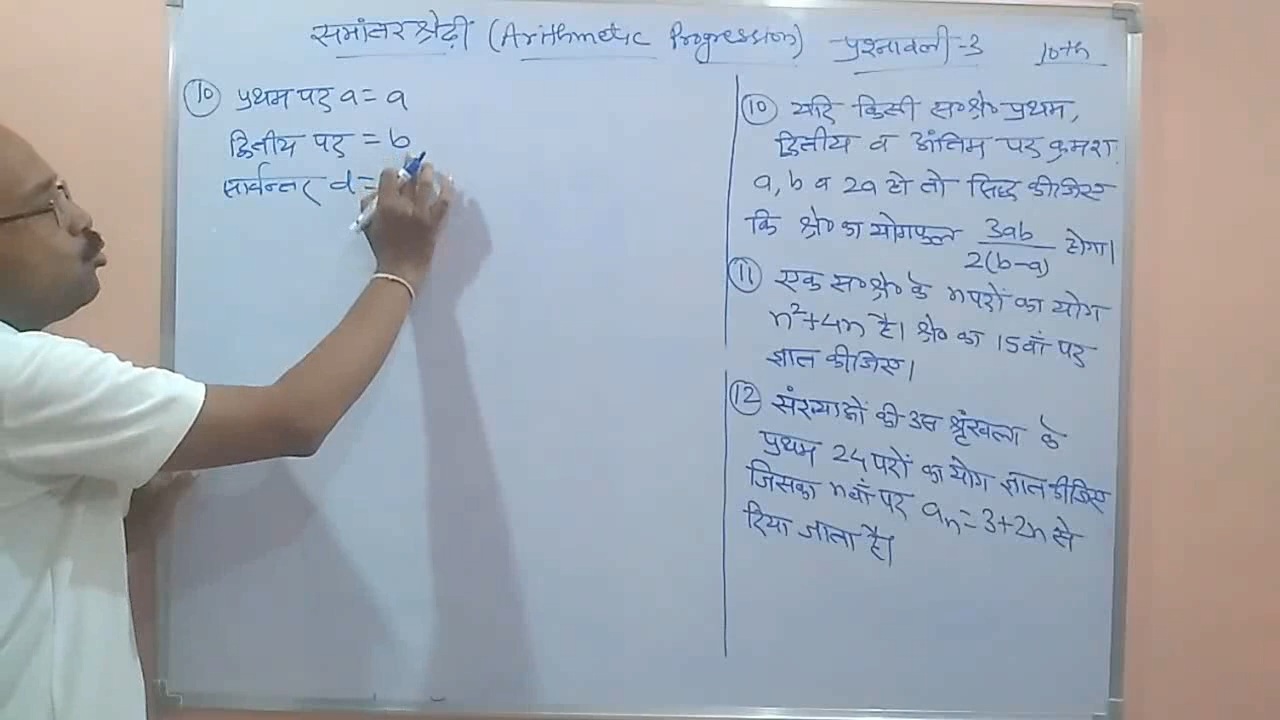 समांतर श्रेढ़ी (Arithmetic Progression) प्रश्नावली-3 10th
(10) प्रथम पद a = a
द्वितीय पद = b
सार्वन्तर d =
(10) यदि किसी स०श्रे० प्रथम,
द्वितीय व अंतिम पद क्रमश
a, b व 2a हो तो सिद्ध कीजिए
कि श्रे० का योगफल 3ab/2(b-a) होगा।
(11) एक स०श्रे० के n पदों का योग
n²+4n है। श्रे० का 15वाँ पद
ज्ञात कीजिए।
(12) संख्याओं की उस श्रृंखला के
प्रथम 24 पदों का योग ज्ञात कीजिए
जिसका nवाँ पद aₙ=3+2n से
दिया जाता है।